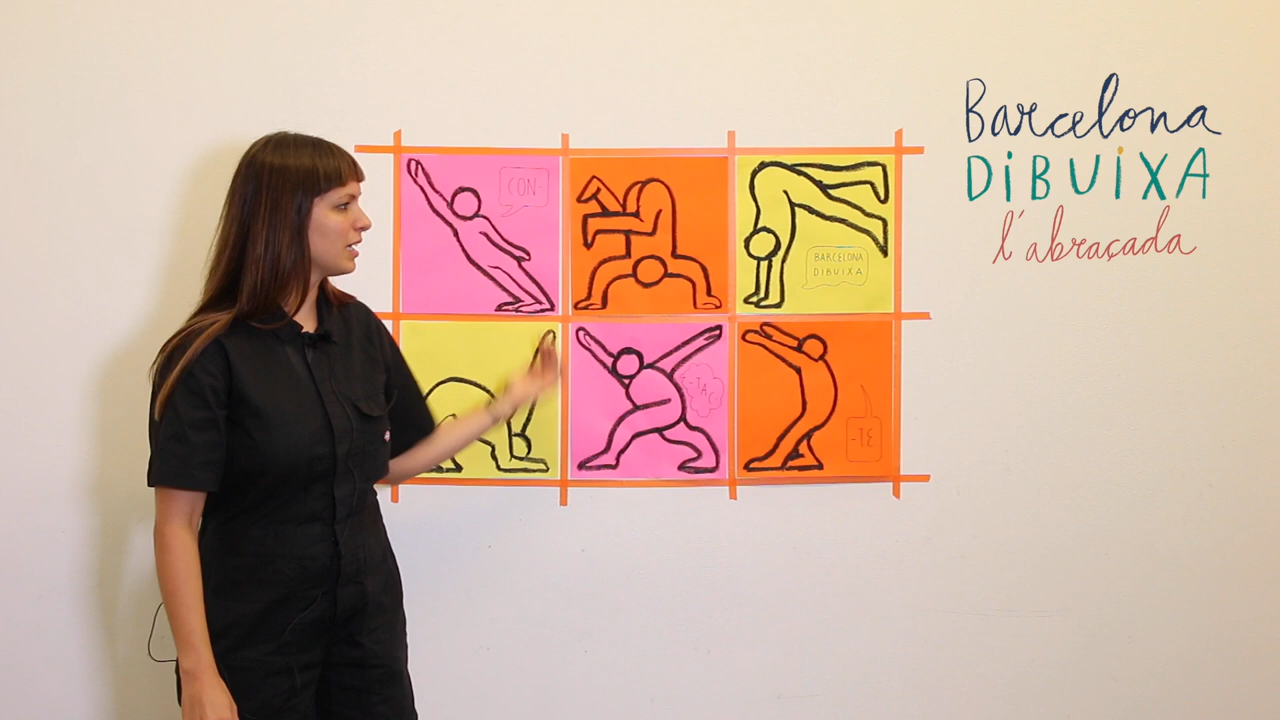 Barcelona
DIBUIXA
l'abraçada
CON-
BARCELONA
DIBUIXA
-TAC
-TE